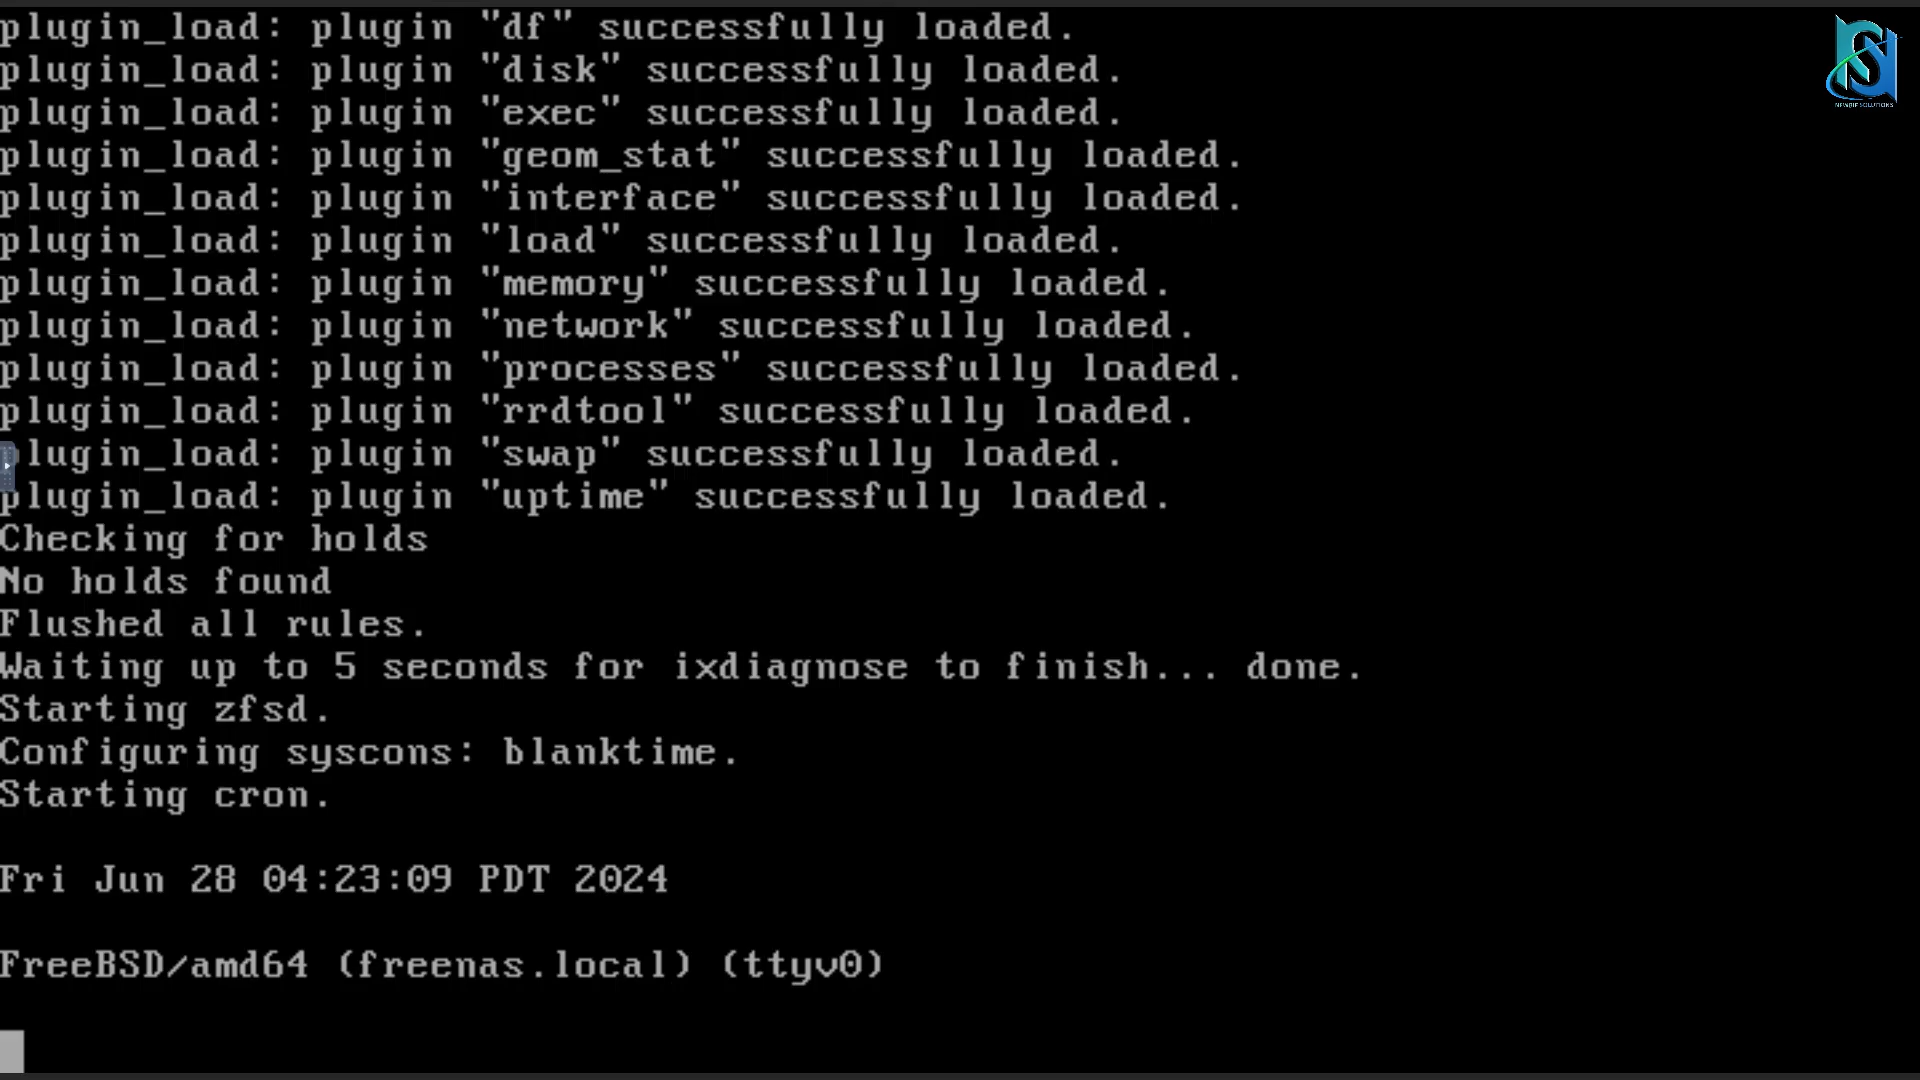 plugin_load: plugin "df" successfully loaded.
plugin_load: plugin "disk" successfully loaded.
plugin_load: plugin "exec" successfully loaded.
plugin_load: plugin "geom_stat" successfully loaded.
plugin_load: plugin "interface" successfully loaded.
plugin_load: plugin "load" successfully loaded.
plugin_load: plugin "memory" successfully loaded.
plugin_load: plugin "network" successfully loaded.
plugin_load: plugin "processes" successfully loaded.
plugin_load: plugin "rrdtool" successfully loaded.
plugin_load: plugin "swap" successfully loaded.
plugin_load: plugin "uptime" successfully loaded.
Checking for holds
No holds found
Flushed all rules.
Waiting up to 5 seconds for ixdiagnose to finish... done.
Starting zfsd.
Configuring syscons: blanktime.
Starting cron.
Fri Jun 28 04:23:09 PDT 2024
FreeBSD/amd64 (freenas.local) (ttyv0)
SOLUTIONS